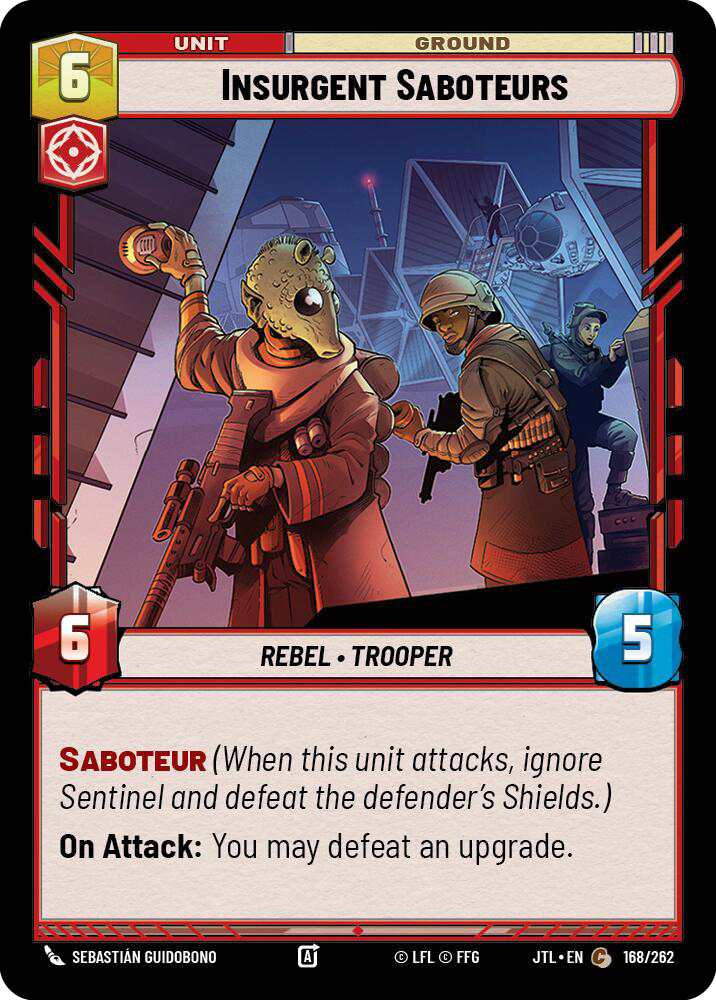 UNIT
GROUND
6
INSURGENT SABOTEURS
6
REBEL • TROOPER
5
SABOTEUR (When this unit attacks, ignore
Sentinel and defeat the defender's Shields.)
On Attack: You may defeat an upgrade.
SEBASTIÁN GUIDOBONO
A
© LFL © FFG
JTL • EN
C
168/262